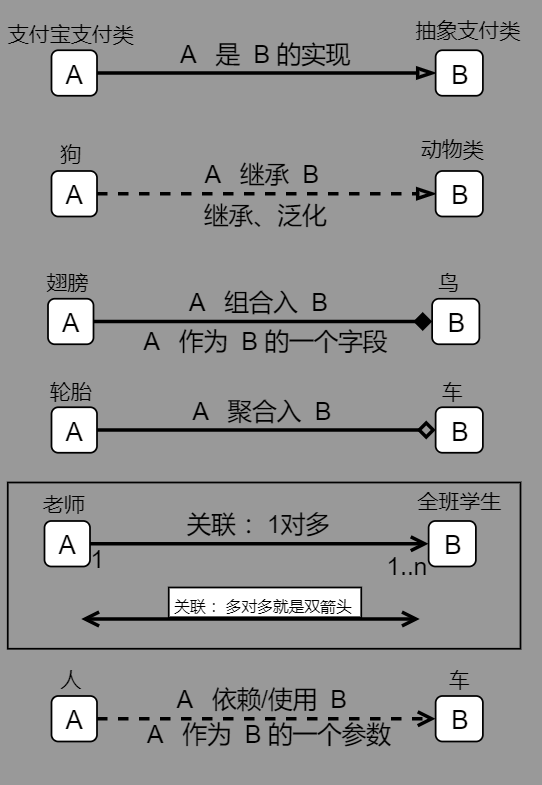 支付宝支付类
抽象支付类
A 是 B 的实现
A
B
狗
动物类
A 继承 B
A
B
继承、泛化
翅膀
鸟
A 组合入 B
A
B
A 作为 B 的一个字段
轮胎
车
A 聚合入 B
A
B
老师
全班学生
关联： 1对多
A
B
1
1..n
关联： 多对多就是双箭头
人
车
A 依赖/使用 B
A
B
A 作为 B 的一个参数